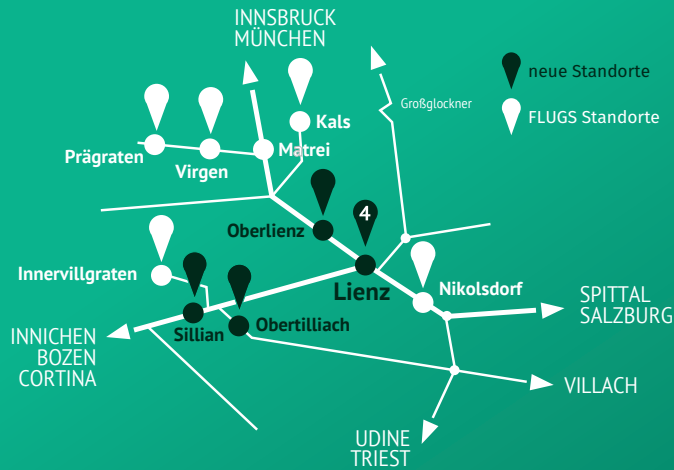 INNSBRUCK
MÜNCHEN
neue Standorte
FLUGS Standorte
Großglockner
Kals
Prägraten
Virgen
Matrei
4
Oberlienz
Innervillgraten
Lienz
Nikolsdorf
SPITTAL
SALZBURG
Sillian
Obertilliach
INNICHEN
BOZEN
CORTINA
VILLACH
UDINE
TRIEST